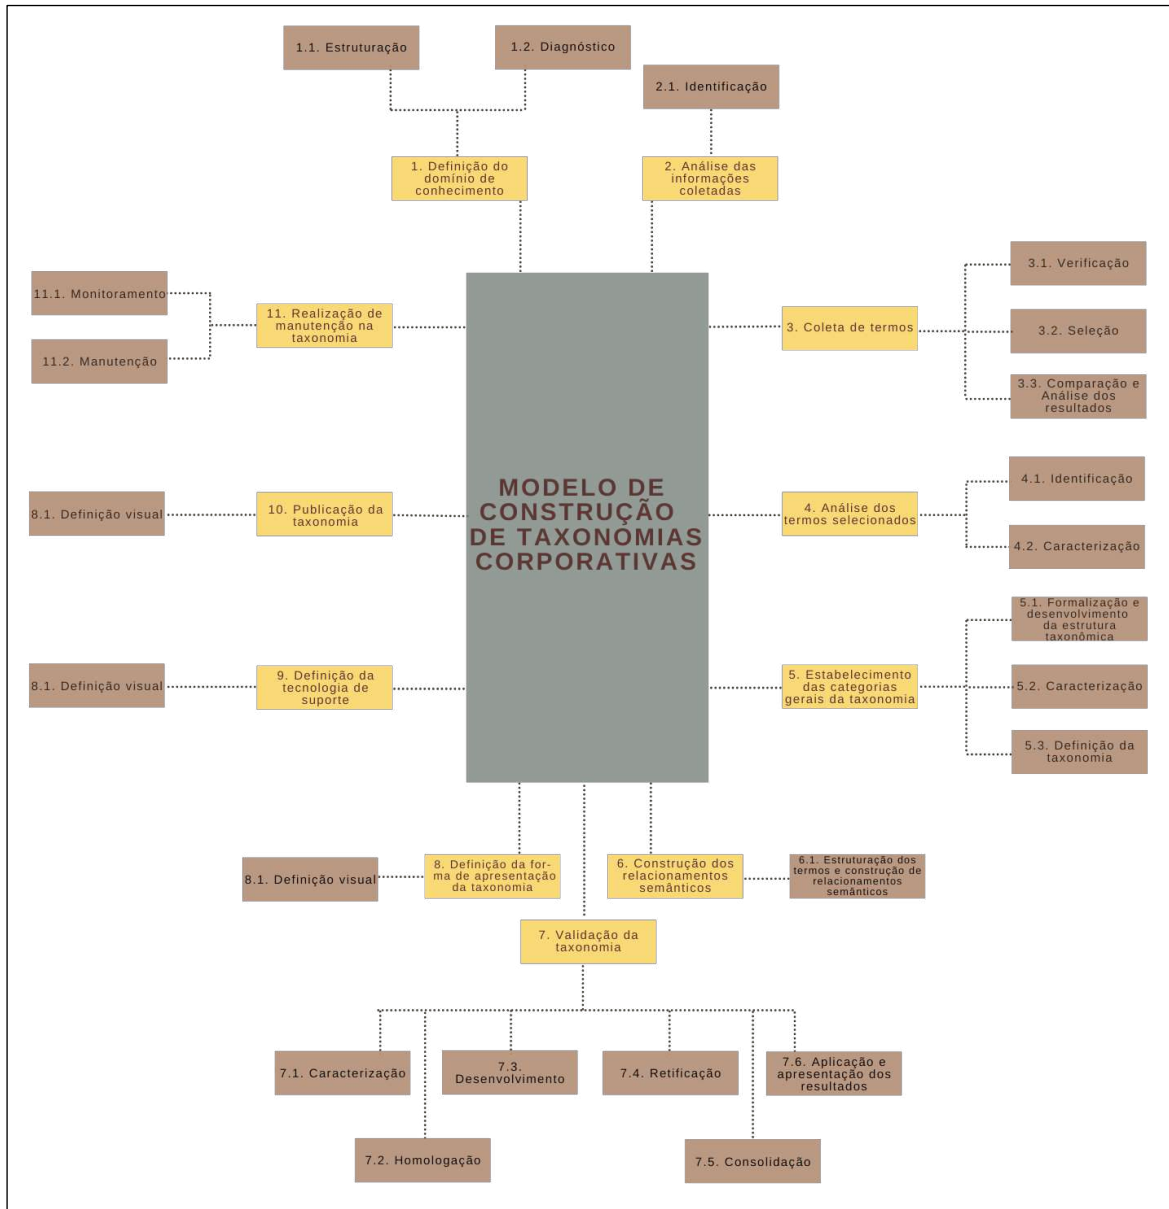 1.1. Estruturação
1.2. Diagnóstico
2.1. Identificação
1. Definição do
domínio de
conhecimento
2. Análise das
informações
coletadas
3.1. Verificação
11.1. Monitoramento
11. Realização de
manutenção na
taxonomia
3. Coleta de termos
3.2. Seleção
11.2. Manutenção
3.3. Comparação e
Análise dos
resultados
MODELO DE
CONSTRUÇÃO
DE TAXONOMIAS
CORPORATIVAS
4.1. Identificação
8.1. Definição visual
10. Publicação da
taxonomia
4. Análise dos
termos selecionados
4.2. Caracterização
5.1. Formalização e
desenvolvimento
da estrutura
taxonômica
8.1. Definição visual
9. Definição da
tecnologia de
suporte
5. Estabelecimento
das categorias
gerais da taxonomia
5.2. Caracterização
5.3. Definição da
taxonomia
8.1. Definição visual
8. Definição da for-
ma de apresentação
da taxonomia
6. Construção dos
relacionamentos
semânticos
6.1. Estruturação dos
termos e construção de
relacionamentos
semânticos
7. Validação da
taxonomia
7.1. Caracterização
7.3.
Desenvolvimento
7.4. Retificação
7.6. Aplicação e
apresentação dos
resultados
7.2. Homologação
7.5. Consolidação